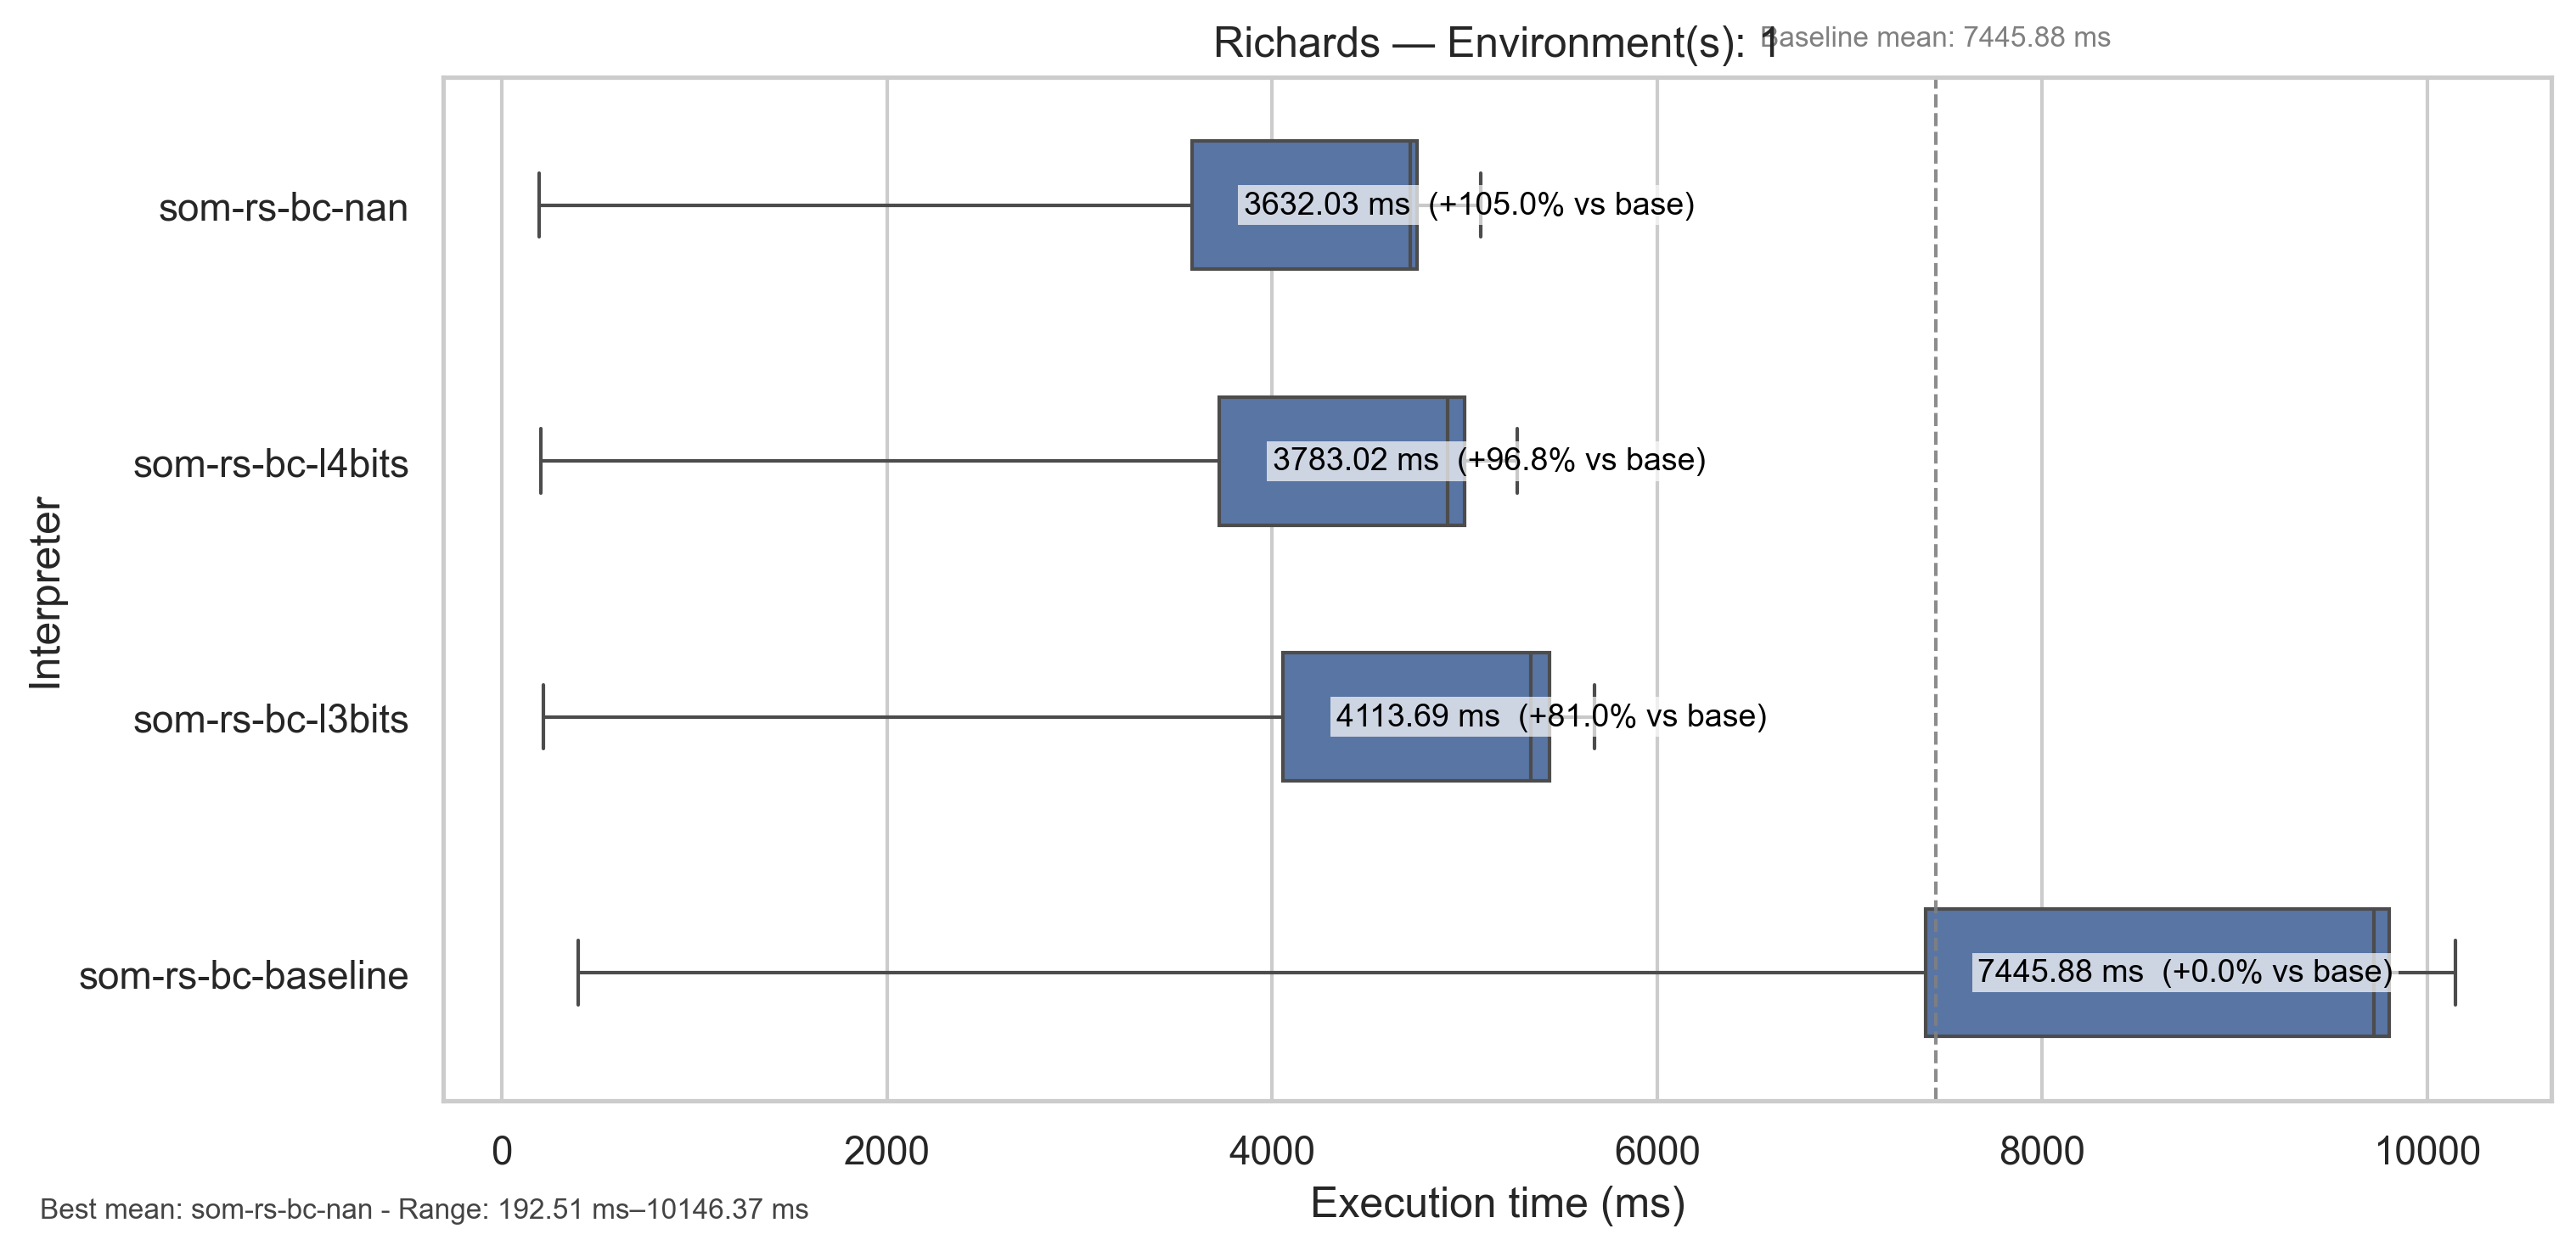 Richards — Environment(s): 1
Baseline mean: 7445.88 ms
Interpreter
som-rs-bc-nan
3632.03 ms (+105.0% vs base)
som-rs-bc-l4bits
3783.02 ms (+96.8% vs base)
som-rs-bc-l3bits
4113.69 ms (+81.0% vs base)
som-rs-bc-baseline
7445.88 ms (+0.0% vs base)
0 2000 4000 6000 8000 10000
Execution time (ms)
Best mean: som-rs-bc-nan - Range: 192.51 ms–10146.37 ms